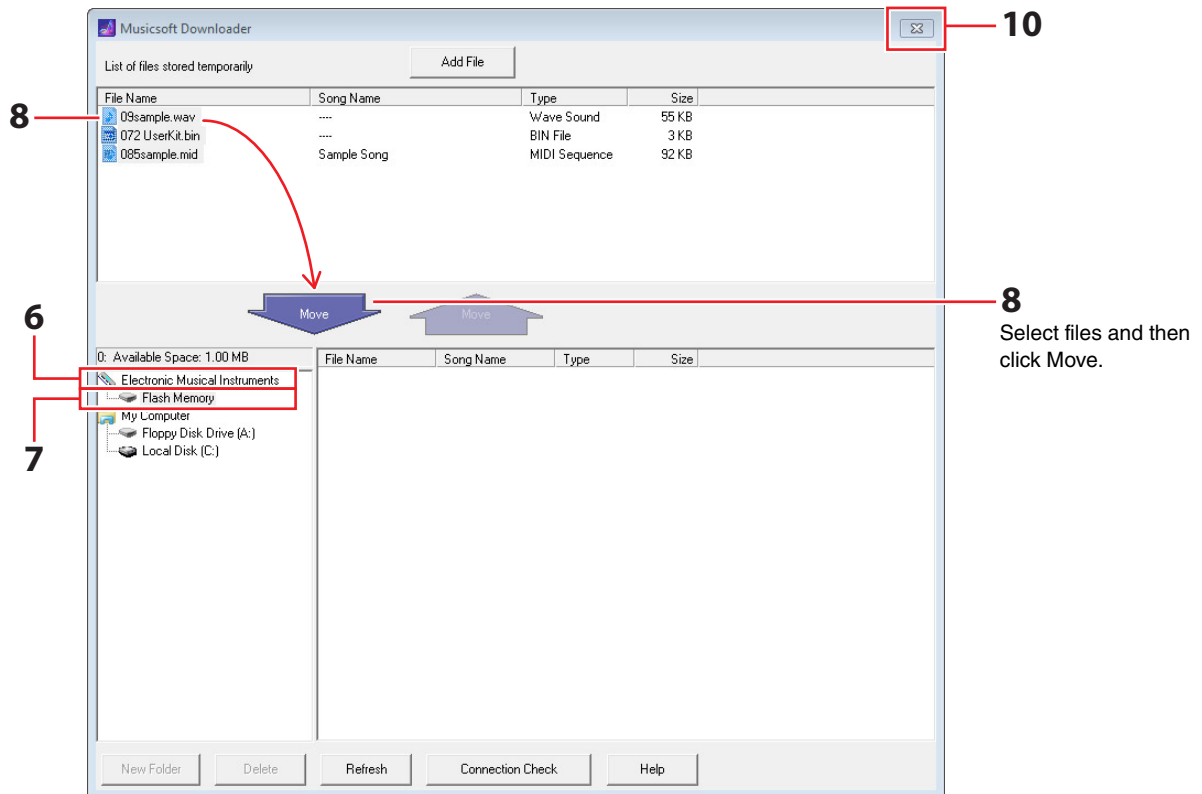 Musicsoft Downloader
10
List of files stored temporarily
Add File
File Name Song Name Type Size
8
09sample.wav ---- Wave Sound 55 KB
072 UserKit.bin ---- BIN File 3 KB
085sample.mid Sample Song MIDI Sequence 92 KB
Move
Move
8
Select files and then
click Move.
6
0: Available Space: 1.00 MB
File Name Song Name Type Size
Electronic Musical Instruments
Flash Memory
7
My Computer
Floppy Disk Drive (A:)
Local Disk (C:)
New Folder Delete Refresh Connection Check Help